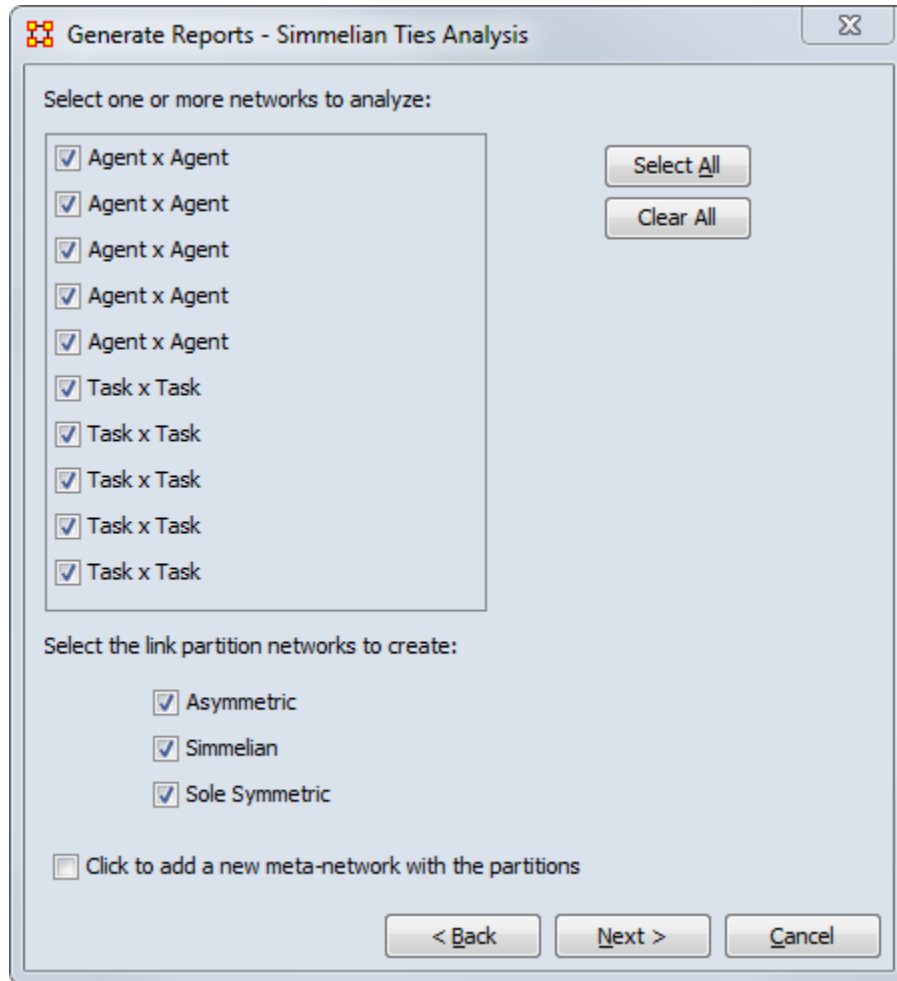 Generate Reports - Simmelian Ties Analysis
Select one or more networks to analyze:
Agent x Agent
Agent x Agent
Agent x Agent
Agent x Agent
Agent x Agent
Task x Task
Task x Task
Task x Task
Task x Task
Task x Task
Select All
Clear All
Select the link partition networks to create:
Asymmetric
Simmelian
Sole Symmetric
Click to add a new meta-network with the partitions
< Back
Next >
Cancel